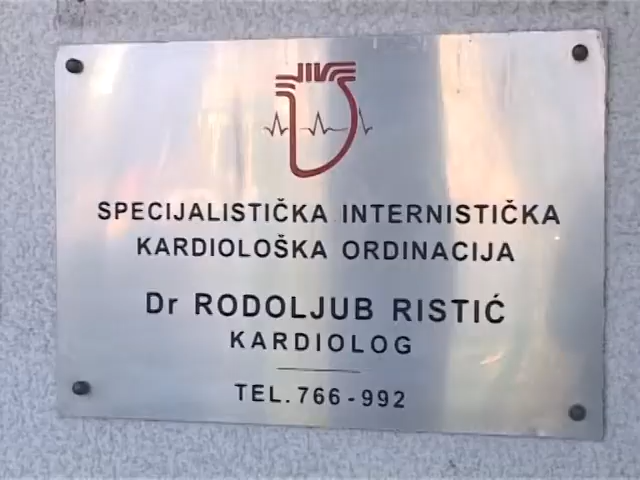 SPECIJALISTIČKA INTERNISTIČKA
KARDIOLOŠKA ORDINACIJA
Dr RODOLJUB RISTIĆ
KARDIOLOG
TEL. 766-992